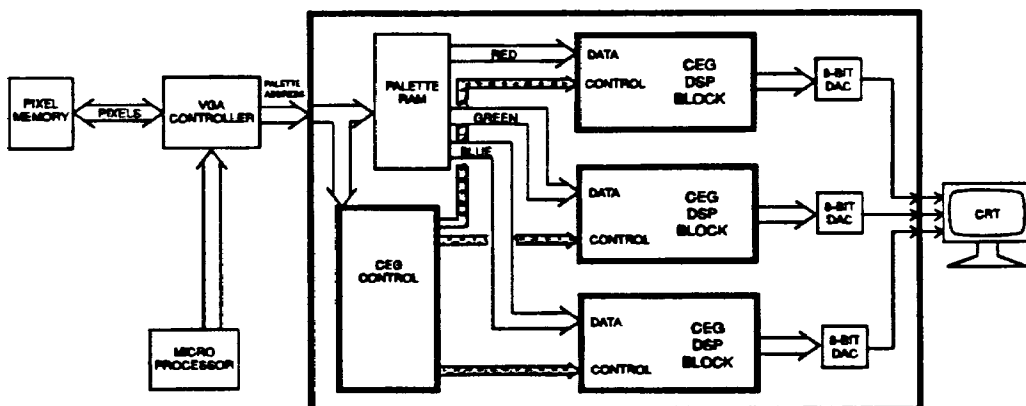 PIXEL
MEMORY
PIXELS
VGA
CONTROLLER
PALETTE
ADDRESS
MICRO
PROCESSOR
PALETTE
RAM
RED
GREEN
BLUE
CEG
CONTROL
DATA
CONTROL
CEG
DSP
BLOCK
8-BIT
DAC
DATA
CONTROL
CEG
DSP
BLOCK
8-BIT
DAC
DATA
CONTROL
CEG
DSP
BLOCK
8-BIT
DAC
CRT